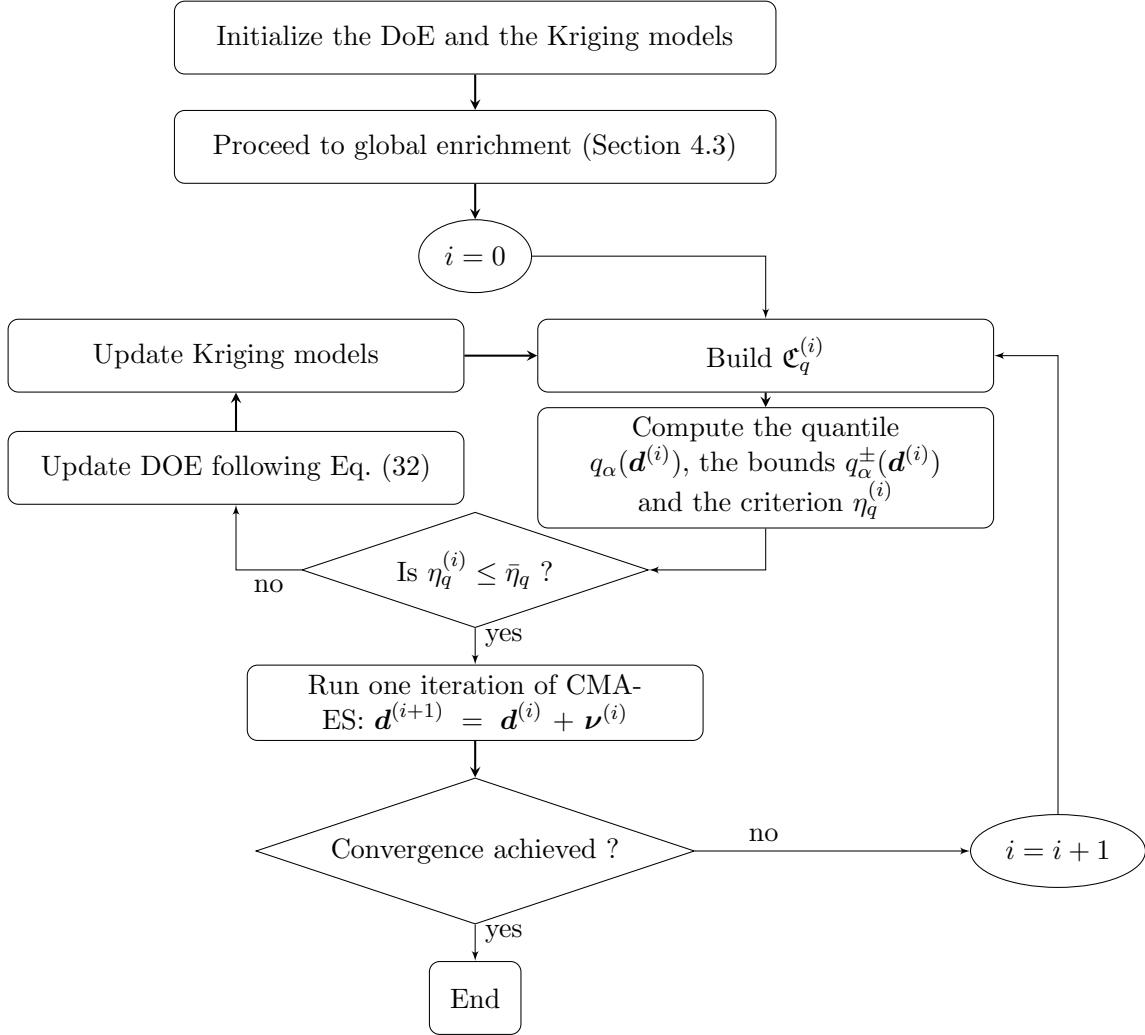 Initialize the DoE and the Kriging models
Proceed to global enrichment (Section 4.3)
i = 0
Update Kriging models
Build 𝕮_q^{(i)}
Update DOE following Eq. (32)
Compute the quantile
q_α(𝒅^{(i)}), the bounds q_α^±(𝒅^{(i)})
and the criterion η_q^{(i)}
Is η_q^{(i)} ≤ η̄_q ?
no
yes
Run one iteration of CMA-
ES: 𝒅^{(i+1)} = 𝒅^{(i)} + 𝝂^{(i)}
Convergence achieved ?
no
i = i + 1
yes
End